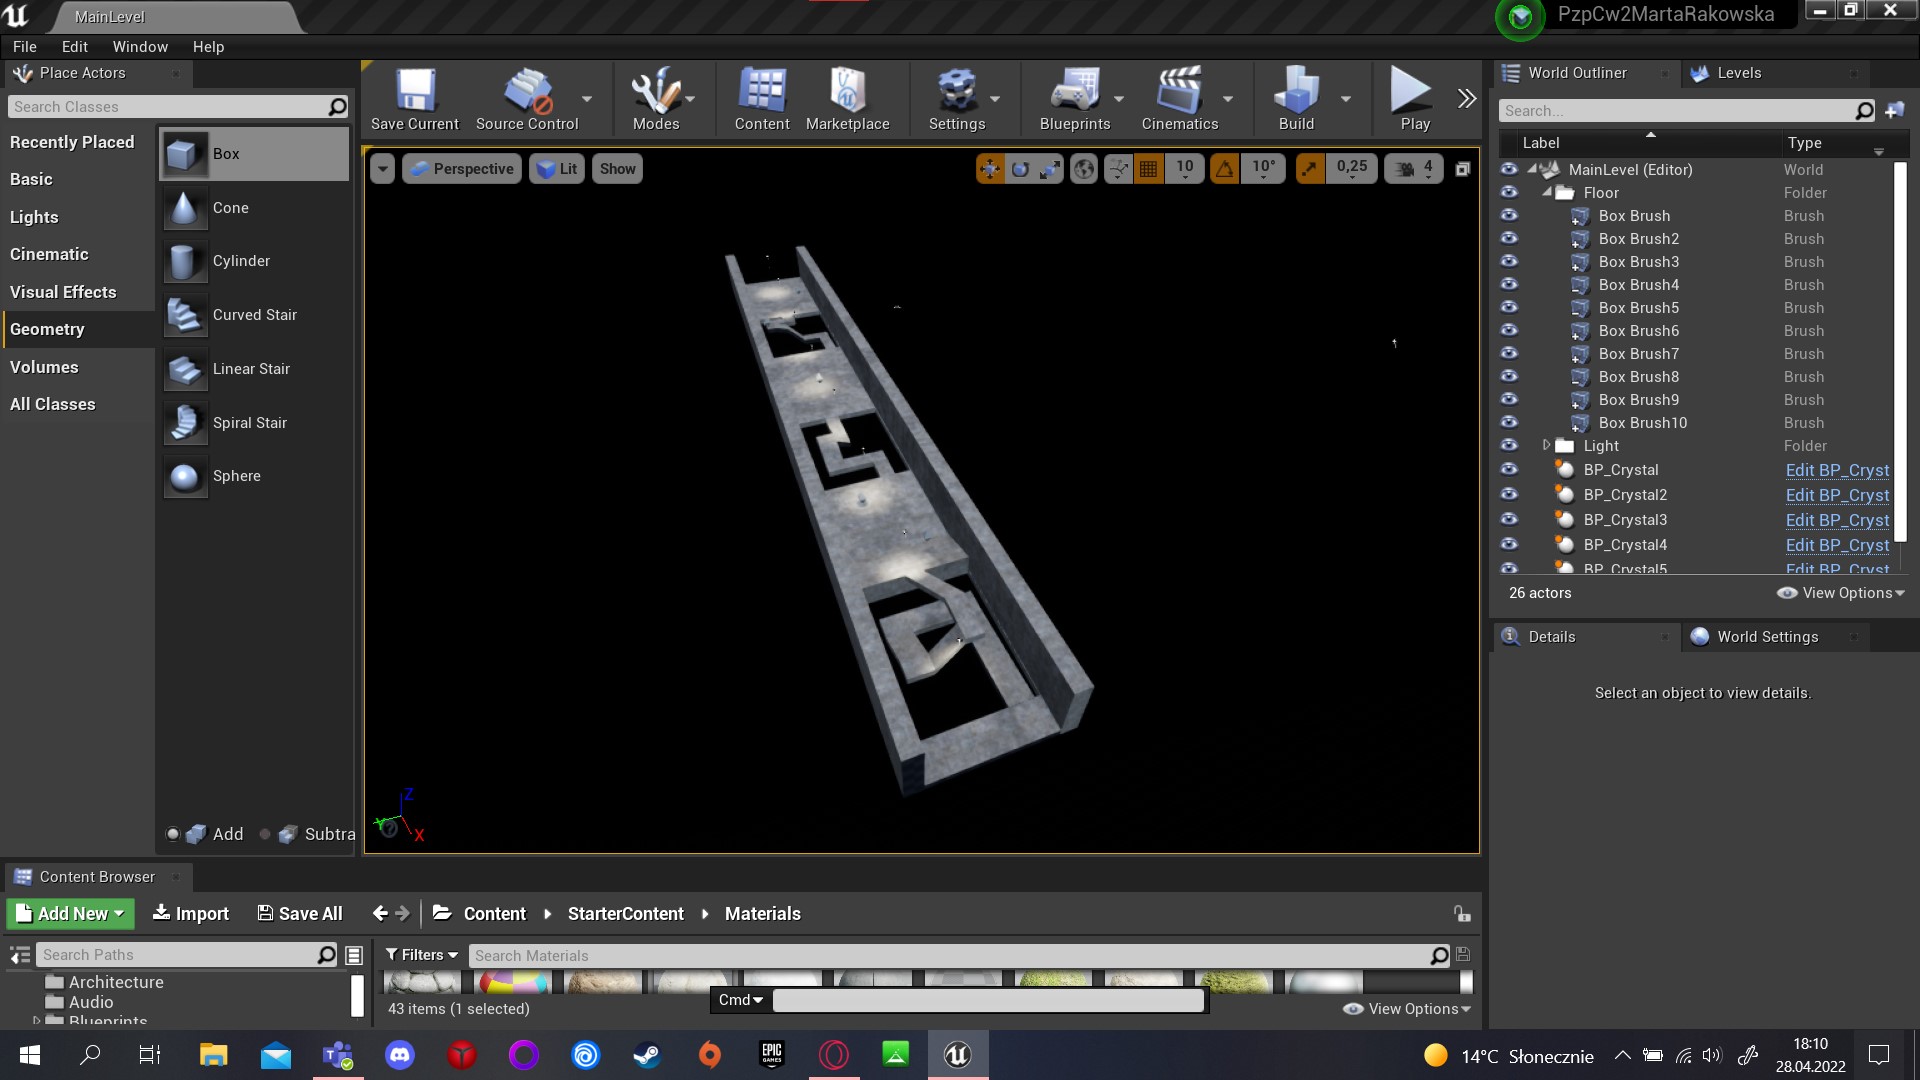 MainLevel
PzpCw2MartaRakowska
File Edit Window Help
Place Actors
Search Classes
Recently Placed
Basic
Lights
Cinematic
Visual Effects
Geometry
Volumes
All Classes
Box
Cone
Cylinder
Curved Stair
Linear Stair
Spiral Stair
Sphere
Add Subtra
Save Current Source Control Modes Content Marketplace Settings Blueprints Cinematics Build Play
Perspective Lit Show 10 10° 0,25 4
Z
Y
X
World Outliner Levels
Search...
Label Type
MainLevel (Editor) World
Floor Folder
Box Brush Brush
Box Brush2 Brush
Box Brush3 Brush
Box Brush4 Brush
Box Brush5 Brush
Box Brush6 Brush
Box Brush7 Brush
Box Brush8 Brush
Box Brush9 Brush
Box Brush10 Brush
Light Folder
BP_Crystal Edit BP_Cryst
BP_Crystal2 Edit BP_Cryst
BP_Crystal3 Edit BP_Cryst
BP_Crystal4 Edit BP_Cryst
BP_Crystal5 Edit BP_Cryst
26 actors View Options
Details World Settings
Select an object to view details.
Content Browser
Add New Import Save All Content StarterContent Materials
Search Paths
Filters Search Materials
Architecture
Audio
Blueprints
43 items (1 selected)
Cmd
View Options
EPIC GAMES
14°C Słonecznie
18:10
28.04.2022